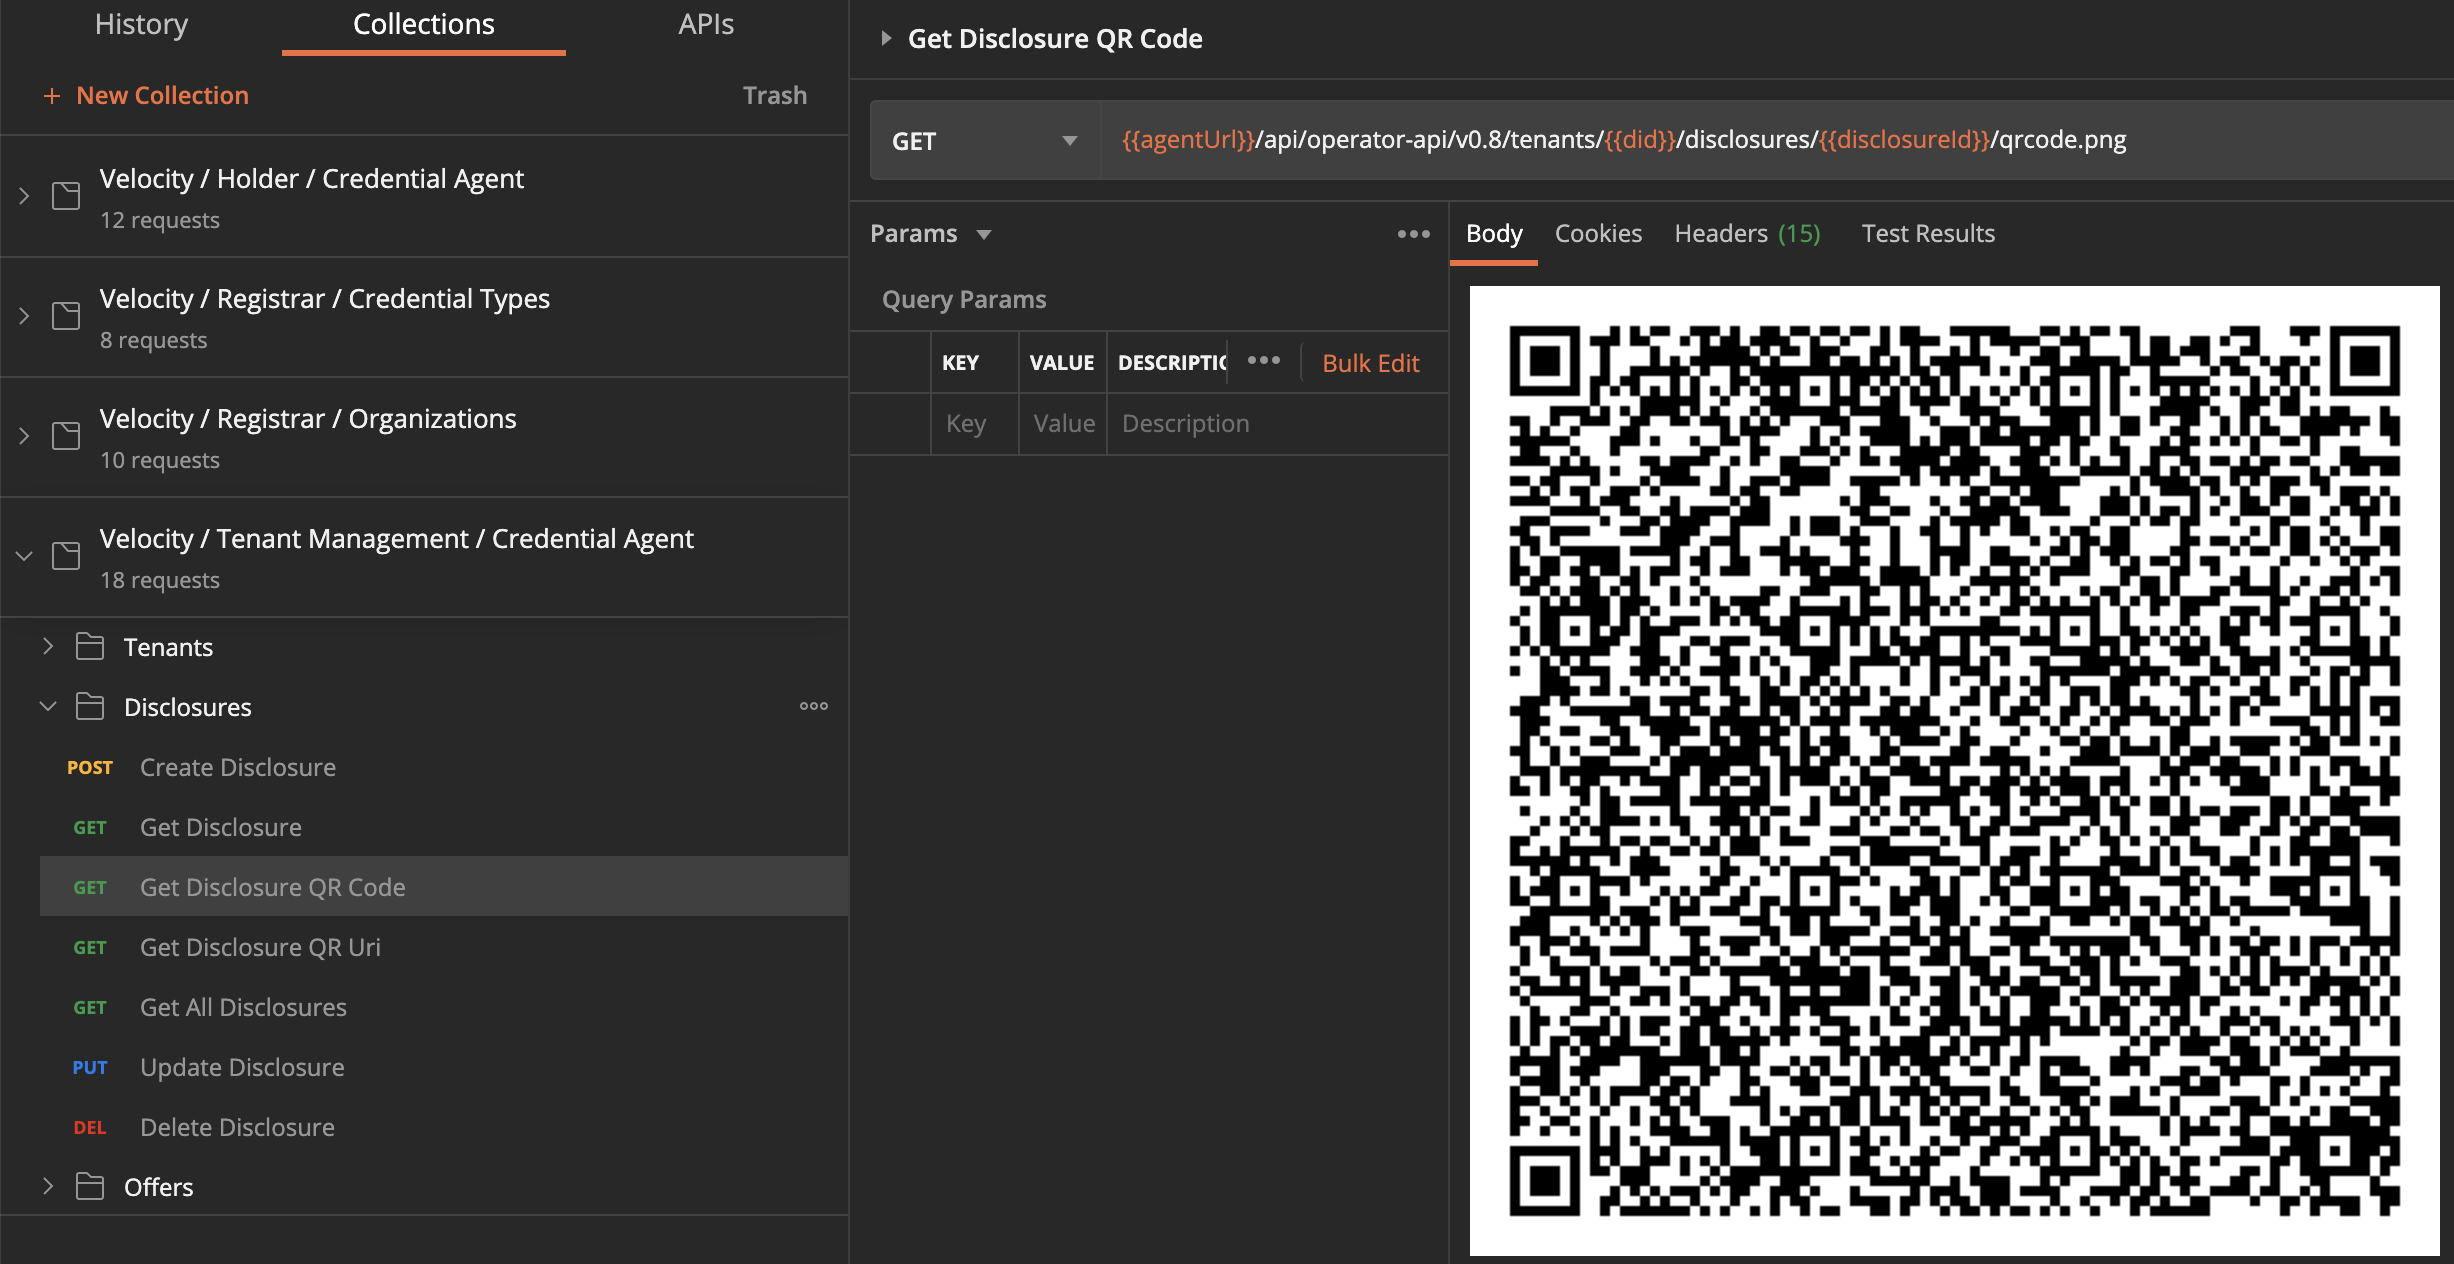 History Collections APIs
+ New Collection Trash
Velocity / Holder / Credential Agent
12 requests
Velocity / Registrar / Credential Types
8 requests
Velocity / Registrar / Organizations
10 requests
Velocity / Tenant Management / Credential Agent
18 requests
Tenants
Disclosures
POST Create Disclosure
GET Get Disclosure
GET Get Disclosure QR Code
GET Get Disclosure QR Uri
GET Get All Disclosures
PUT Update Disclosure
DEL Delete Disclosure
Offers
Get Disclosure QR Code
GET {{agentUrl}}/api/operator-api/v0.8/tenants/{{did}}/disclosures/{{disclosureId}}/qrcode.png
Params
Query Params
KEY VALUE DESCRIPTIO Bulk Edit
Key Value Description
Body Cookies Headers (15) Test Results